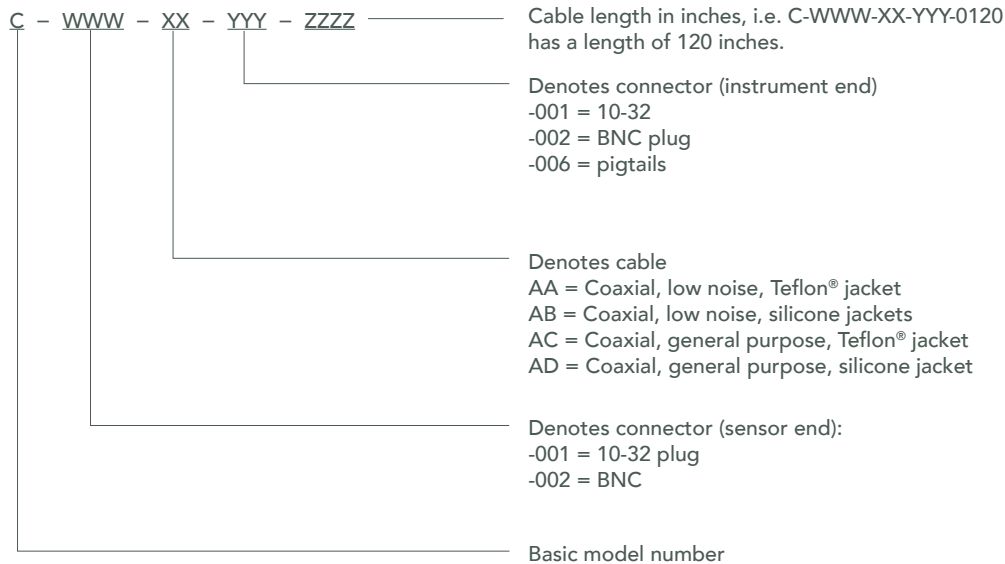 C – WWW – XX – YYY – ZZZZ
Cable length in inches, i.e. C-WWW-XX-YYY-0120
has a length of 120 inches.
Denotes connector (instrument end)
-001 = 10-32
-002 = BNC plug
-006 = pigtails
Denotes cable
AA = Coaxial, low noise, Teflon® jacket
AB = Coaxial, low noise, silicone jackets
AC = Coaxial, general purpose, Teflon® jacket
AD = Coaxial, general purpose, silicone jacket
Denotes connector (sensor end):
-001 = 10-32 plug
-002 = BNC
Basic model number